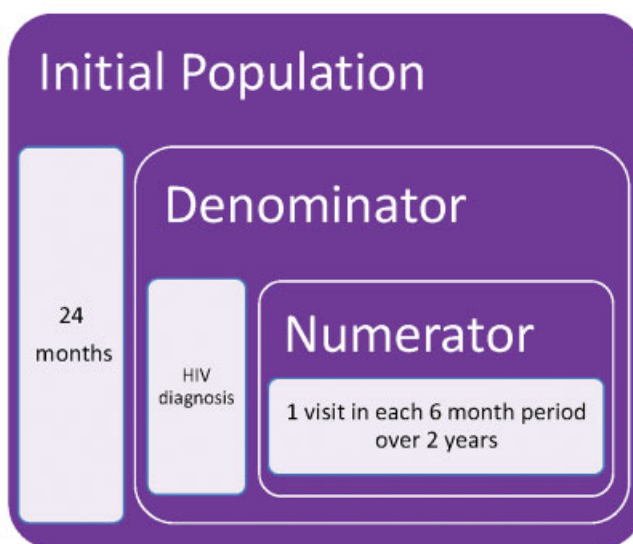 Initial Population
Denominator
24
months
HIV
diagnosis
Numerator
1 visit in each 6 month period
over 2 years